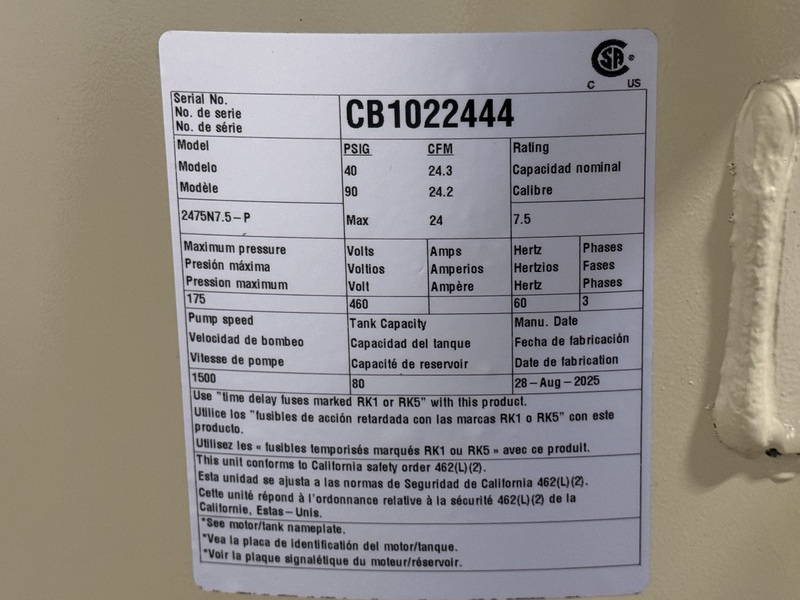 CSA ®
C US
Serial No.
No. de serie
No. de série
CB1022444
Model
Modelo
Modèle
2475N7.5-P
PSIG CFM
40 24.3
90 24.2
Max 24
Rating
Capacidad nominal
Calibre
7.5
Maximum pressure
Presión máxima
Pression maximum
175
Volts
Voltios
Volt
460
Amps
Amperios
Ampère
Hertz
Hertzios
Hertz
60
Phases
Fases
Phases
3
Pump speed
Velocidad de bombeo
Vitesse de pompe
1500
Tank Capacity
Capacidad del tanque
Capacité de reservoir
80
Manu. Date
Fecha de fabricación
Date de fabrication
28-Aug-2025
Use "time delay fuses marked RK1 or RK5" with this product.
Utilice los "fusibles de acción retardada con las marcas RK1 o RK5" con este
producto.
Utilisez les « fusibles temporisés marqués RK1 ou RK5 » avec ce produit.
This unit conforms to California safety order 462(L)(2).
Esta unidad se ajusta a las normas de Seguridad de California 462(L)(2).
Cette unité répond à l'ordonnance relative à la sécurité 462(L)(2) de la
Californie, Estas-Unis.
*See motor/tank nameplate.
*Vea la placa de identificatión del motor/tanque.
*Voir la plaque signalétique du moteur/réservoir.